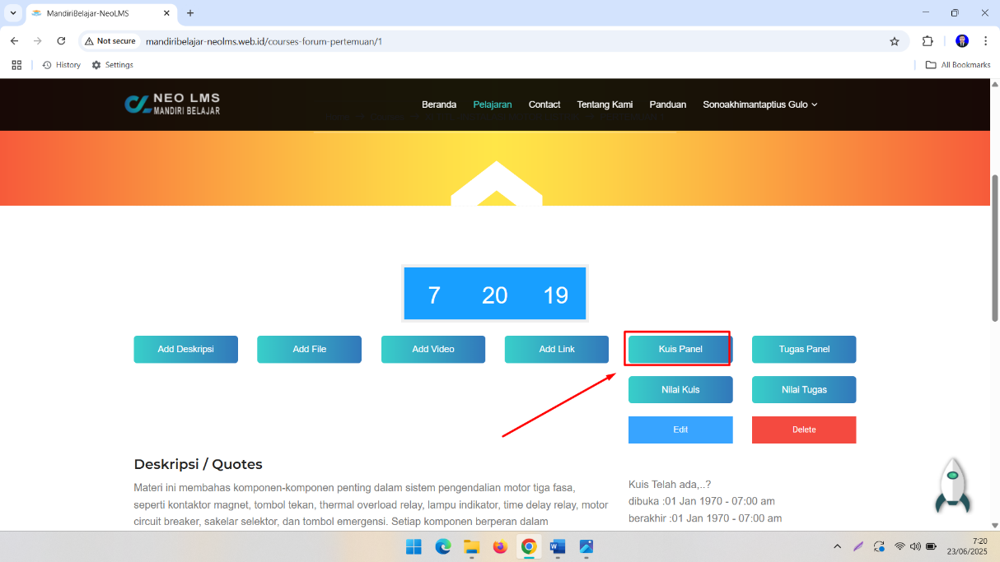 MandiriBelajar-NeoLMS
Not secure
mandiribelajar-neolms.web.id/courses-forum-pertemuan/1
History
Settings
All Bookmarks
NEO LMS
MANDIRI BELAJAR
Beranda
Pelajaran
Contact
Tentang Kami
Panduan
Sonoakhimantaptius Gulo
7 20 19
Add Deskripsi
Add File
Add Video
Add Link
Kuis Panel
Tugas Panel
Nilai Kuis
Nilai Tugas
Edit
Delete
Deskripsi / Quotes
Materi ini membahas komponen-komponen penting dalam sistem pengendalian motor tiga fasa,
seperti kontaktor magnet, tombol tekan, thermal overload relay, lampu indikator, time delay relay, motor
circuit breaker, sakelar selektor, dan tombol emergensi. Setiap komponen berperan dalam
Kuis Telah ada,..?
dibuka :01 Jan 1970 - 07:00 am
berakhir :01 Jan 1970 - 07:00 am
7:20
23/06/2025